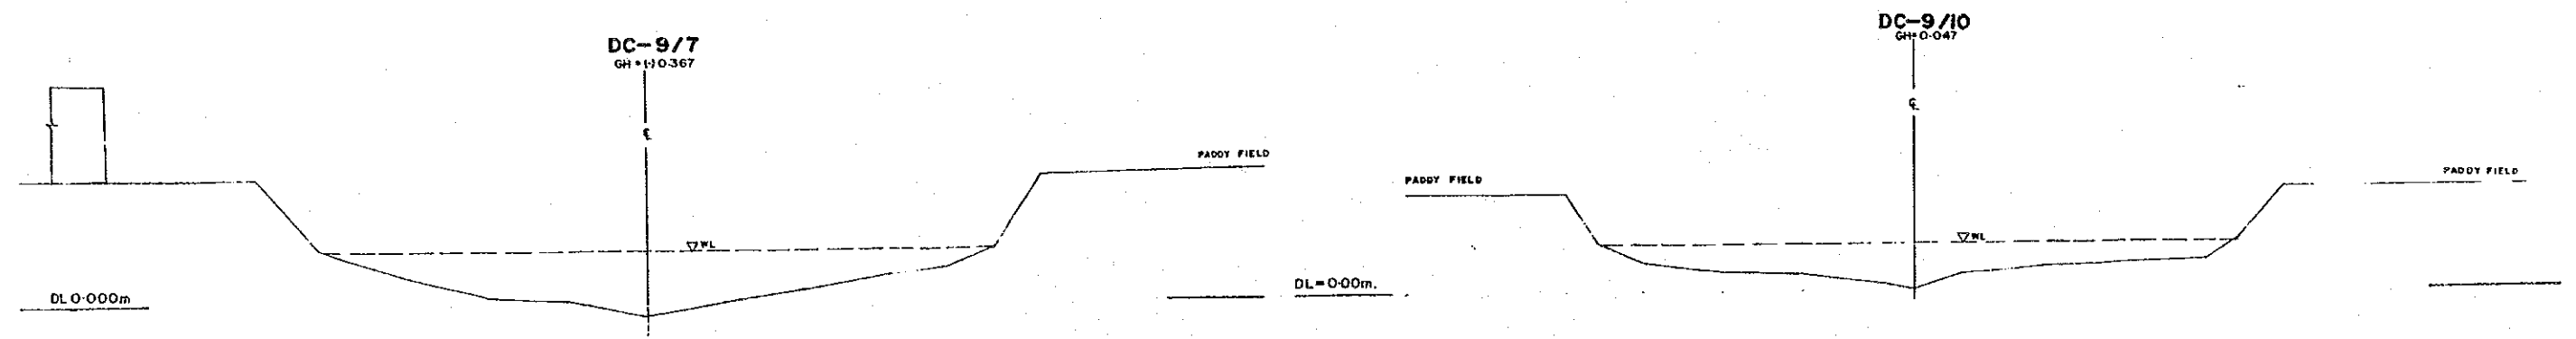 DC-9/7
GH = (-) 0.367
℄
PADDY FIELD
WL
DL 0.000m
DC-9/10
GH= 0.047
℄
PADDY FIELD
PADDY FIELD
WL
DL=0.00m.